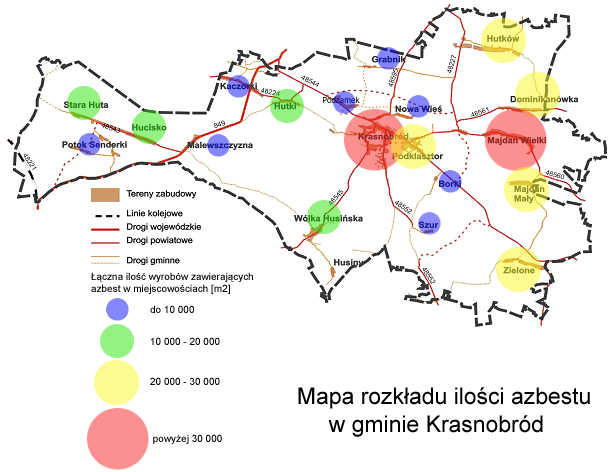 Hutków
Grabnik
48227
48595
Kaczorki
48544
48224
Hutki
Podzamek
Nowa Wieś
Dominikanówka
48561
Stara Huta
Hucisko
48543
849
Krasnobród
Majdan Wielki
Potok Senderki
Malewszczyzna
Podklasztor
48560
Borki
Majdan
Mały
Tereny zabudowy
48545
48552
Linie kolejowe
Wólka Husińska
Szur
Drogi wojewódzkie
Drogi powiatowe
Drogi gminne
Husiny
Zielone
Łączna ilość wyrobów zawierających
azbest w miejscowościach [m2]
do 10 000
10 000 - 20 000
20 000 - 30 000
powyżej 30 000
Mapa rozkładu ilości azbestu
w gminie Krasnobród